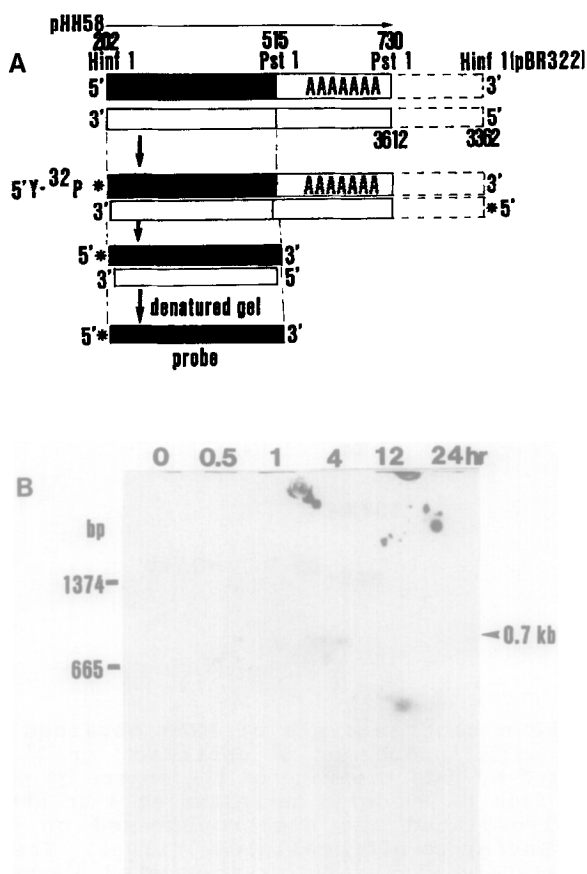 pHH58
202 515 730
A Hinf 1 Pst 1 Pst 1 Hinf 1(pBR322)
5' AAAAAAA 3'
3' 5'
3612 3362
5'γ-32P * AAAAAAA 3'
3' *5'
5'* 3'
3' 5'
denatured gel
5'* 3'
probe
B 0 0.5 1 4 12 24hr
bp
1374
0.7 kb
665